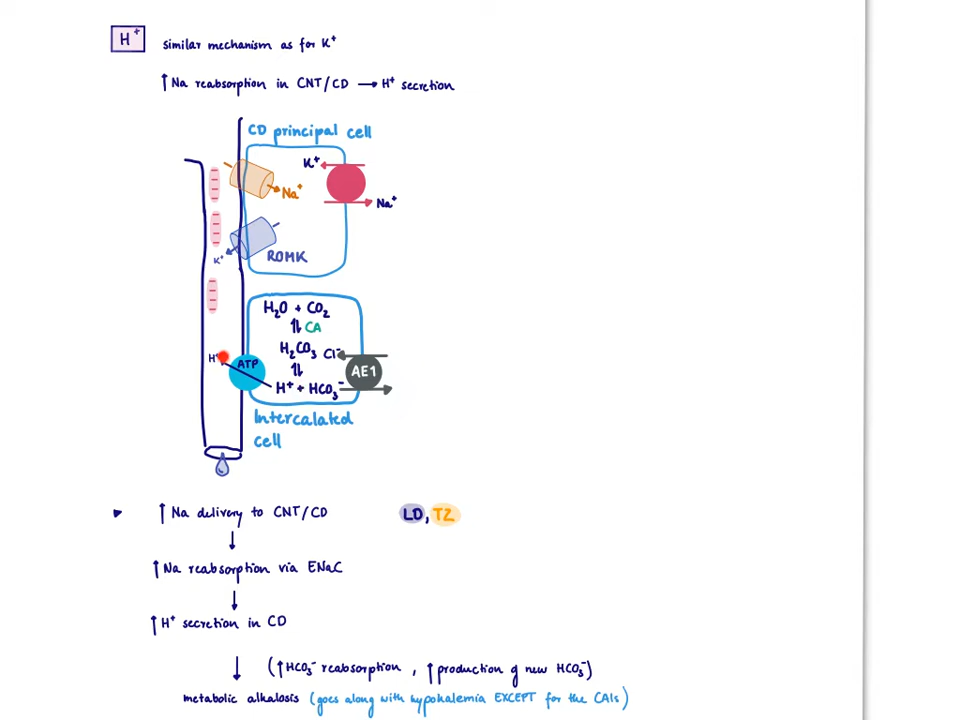 H⁺ similar mechanism as for K⁺
↑ Na reabsorption in CNT/CD → H⁺ secretion
CD principal cell
K⁺
Na⁺
Na⁺
K⁺
ROMK
H₂O + CO₂
⇅ CA
H₂CO₃ Cl⁻
H⁺
ATP
⇅
AE1
H⁺ + HCO₃⁻
Intercalated
cell
▸ ↑ Na delivery to CNT/CD LD, TZ
↓
↑ Na reabsorption via ENaC
↓
↑ H⁺ secretion in CD
↓ (↑ HCO₃⁻ reabsorption, ↑ production of new HCO₃⁻)
metabolic alkalosis (goes along with hypokalemia EXCEPT for the CAIs)